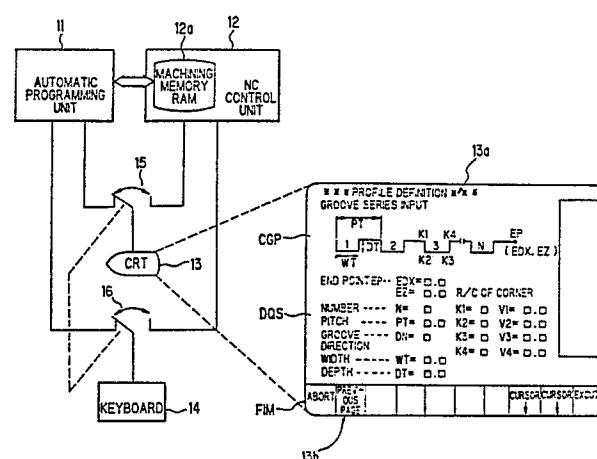 11
12
12a
AUTOMATIC
PROGRAMMING
UNIT
MACHINING
MEMORY
RAM
NC
CONTROL
UNIT
15
CRT
13
16
KEYBOARD
14
13a
PROFILE DEFINITION
GROOVE SERIES INPUT
CGP
PT
1 DT 2 K1 3 K4 N EP
K2 K3 (EDX, EZ)
WT
END POINT EP-- EDX=□.□
EZ= □.□ R/C OF CORNER
DQS
NUMBER ---- N= □ K1= □ V1= □.□
PITCH ---- PT= □.□ K2= □ V2= □.□
GROOVE ---- DN= □ K3= □ V3= □.□
DIRECTION K4= □ V4= □.□
WIDTH ---- WT= □.□
DEPTH ---- DT= □.□
FIM
ABORT PREVI-OUS PAGE CURSOR ↓ CURSOR
13b